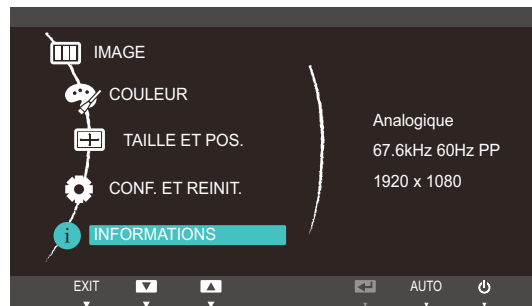 IMAGE
COULEUR
TAILLE ET POS.
CONF. ET REINIT.
INFORMATIONS
Analogique
67.6kHz 60Hz PP
1920 x 1080
EXIT
AUTO